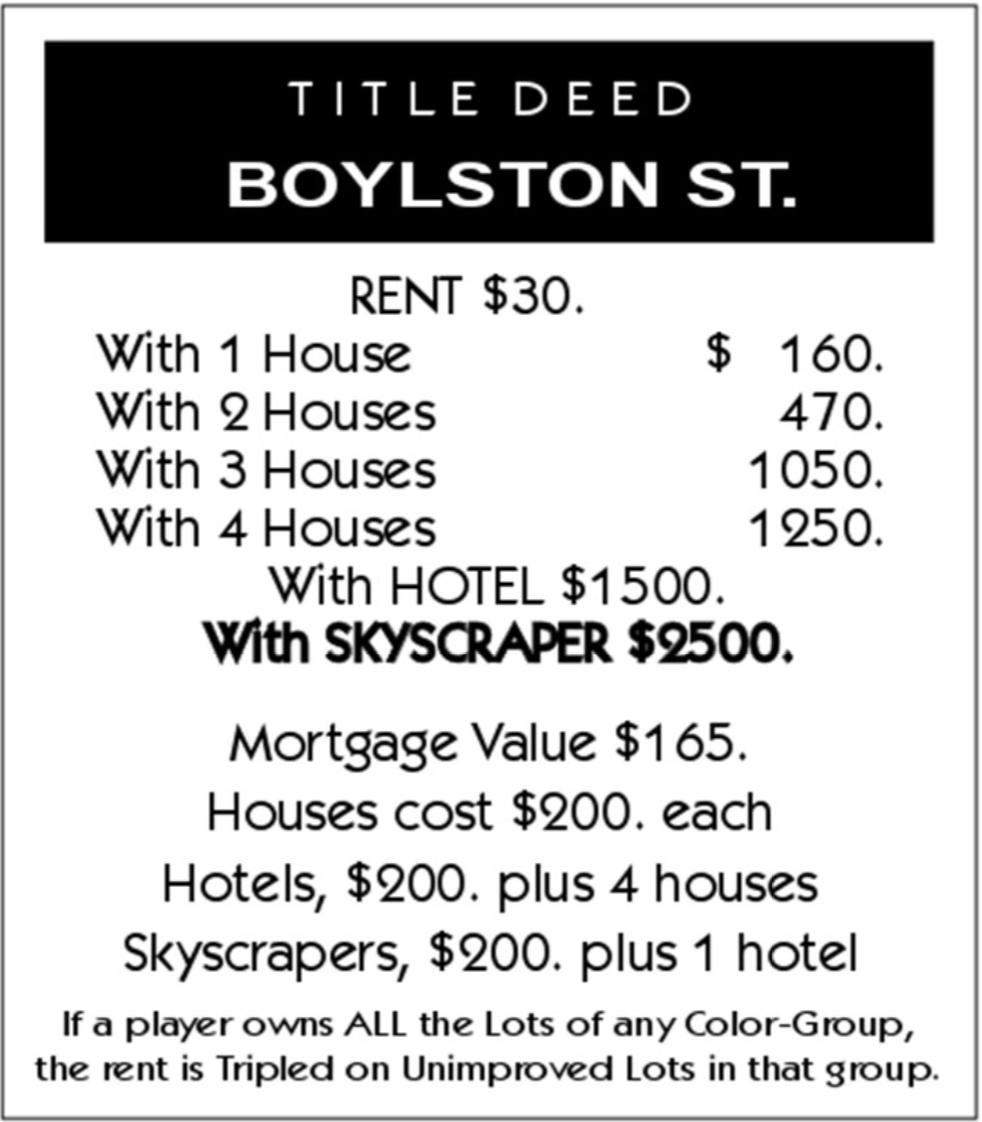 TITLE DEED
BOYLSTON ST.
RENT $30.
With 1 House $ 160.
With 2 Houses 470.
With 3 Houses 1050.
With 4 Houses 1250.
With HOTEL $1500.
With SKYSCRAPER $2500.
Mortgage Value $165.
Houses cost $200. each
Hotels, $200. plus 4 houses
Skyscrapers, $200. plus 1 hotel
If a player owns ALL the Lots of any Color-Group,
the rent is Tripled on Unimproved Lots in that group.